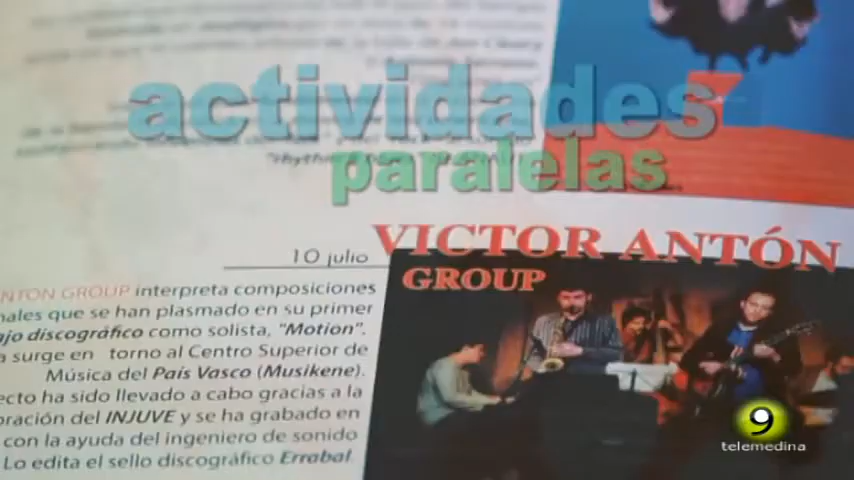 actividades
paralelas
VICTOR ANTÓN
GROUP
10 julio
NTON GROUP interpreta composiciones
nales que se han plasmado en su primer
ajo discográfico como solista, "Motion".
a surge en torno al Centro Superior de
Música del País Vasco (Musikene).
ecto ha sido llevado a cabo gracias a la
oración del INJUVE y se ha grabado en
con la ayuda del ingeniero de sonido
Lo edita el sello discográfico Errabal.
9
telemedina